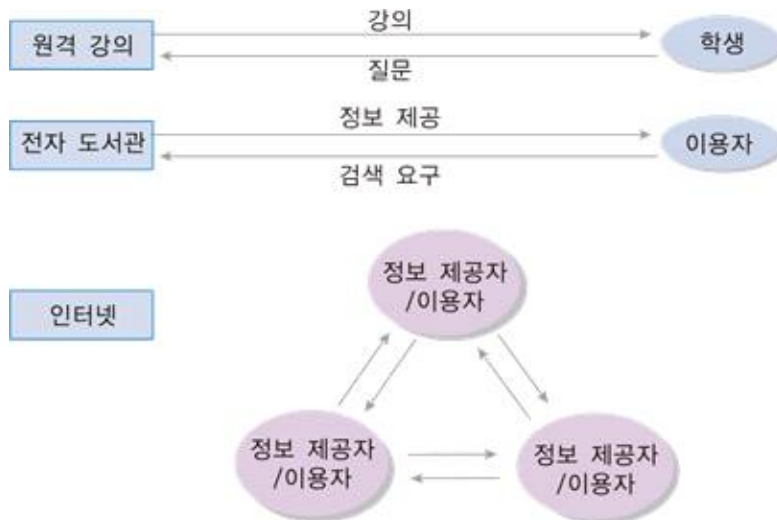 강의
원격 강의
학생
질문
정보 제공
전자 도서관
이용자
검색 요구
정보 제공자
/이용자
인터넷
정보 제공자
/이용자
정보 제공자
/이용자